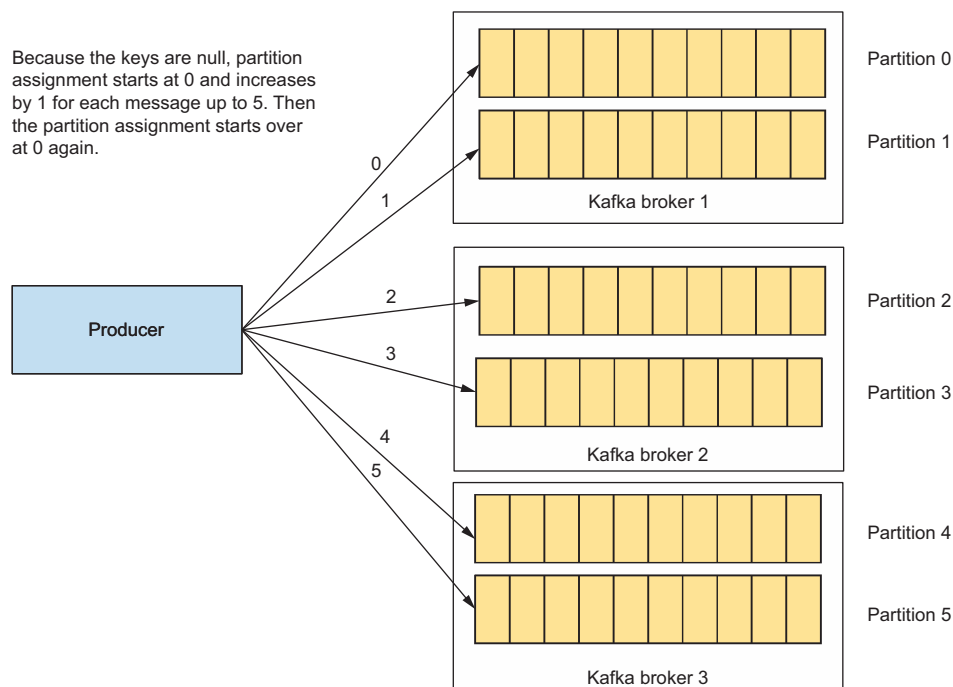 Because the keys are null, partition
assignment starts at 0 and increases
by 1 for each message up to 5. Then
the partition assignment starts over
at 0 again.
Partition 0
Partition 1
0
1
Kafka broker 1
Producer
2
3
Partition 2
Partition 3
Kafka broker 2
4
5
Partition 4
Partition 5
Kafka broker 3